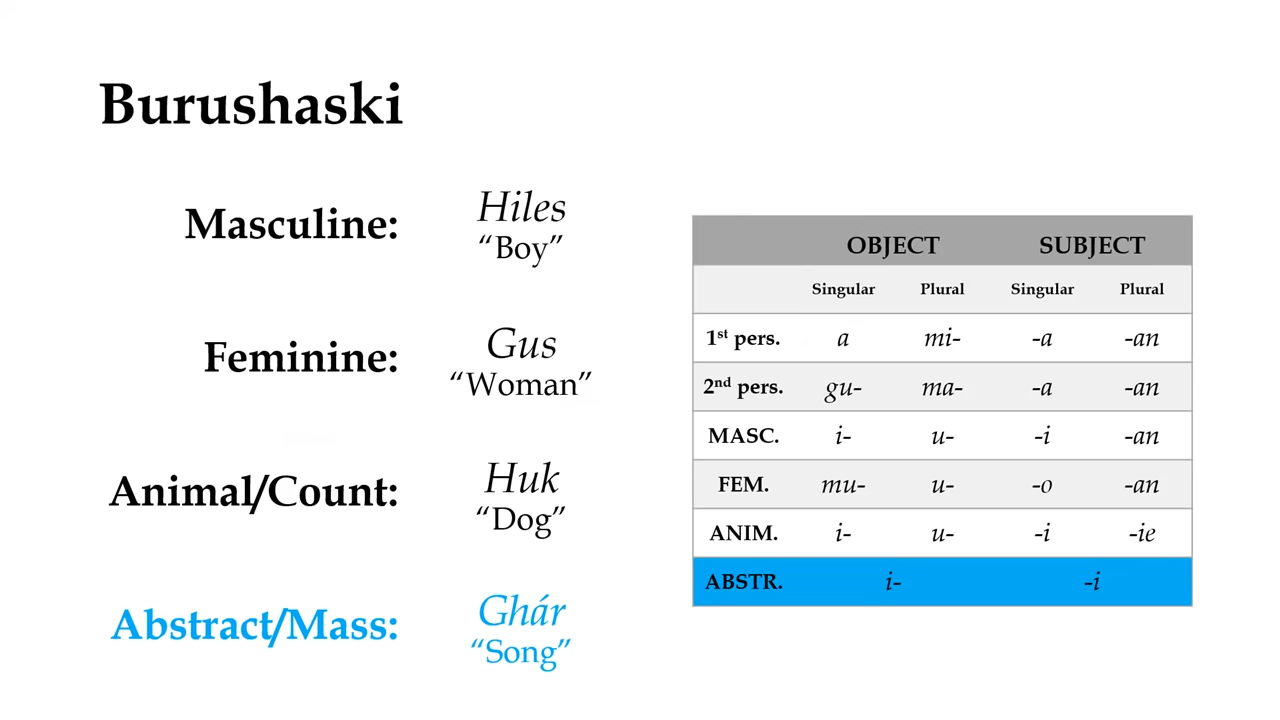 Burushaski
Masculine:
Hiles
“Boy”
Feminine:
Gus
“Woman”
Animal/Count:
Huk
“Dog”
Abstract/Mass:
Ghár
“Song”
OBJECT SUBJECT
Singular Plural Singular Plural
1st pers. a mi- -a -an
2nd pers. gu- ma- -a -an
MASC. i- u- -i -an
FEM. mu- u- -o -an
ANIM. i- u- -i -ie
ABSTR. i- -i